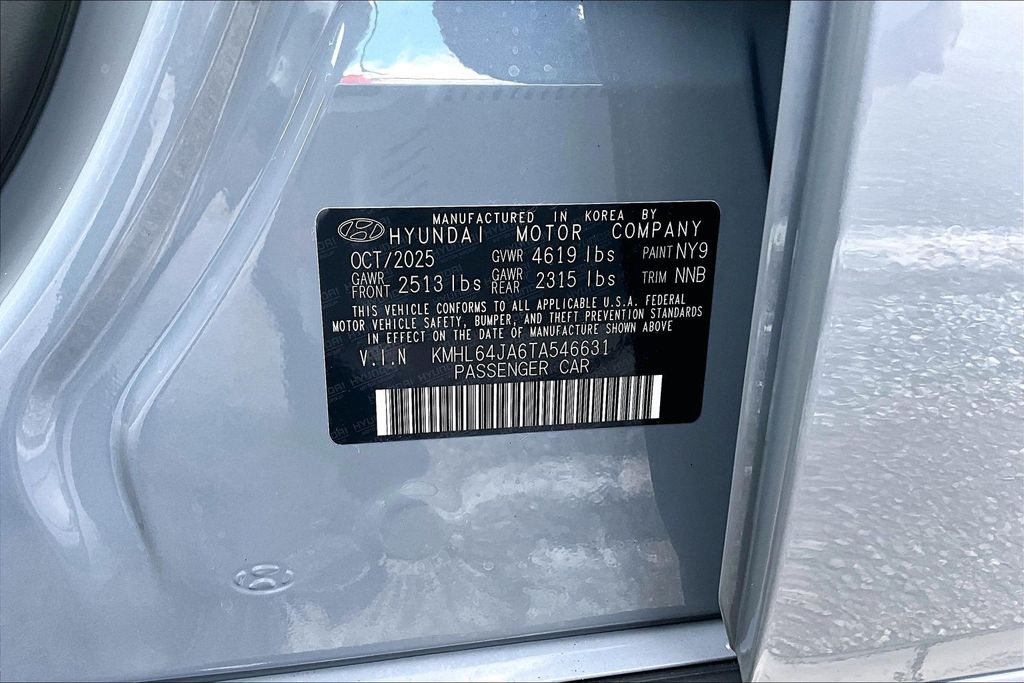 MANUFACTURED IN KOREA BY
HYUNDAI MOTOR COMPANY
OCT/2025 GVWR 4619 lbs PAINT NY9
GAWR FRONT 2513 lbs GAWR REAR 2315 lbs TRIM NNB
THIS VEHICLE CONFORMS TO ALL APPLICABLE U.S.A. FEDERAL
MOTOR VEHICLE SAFETY, BUMPER, AND THEFT PREVENTION STANDARDS
IN EFFECT ON THE DATE OF MANUFACTURE SHOWN ABOVE
V.I.N KMHL64JA6TA546631
PASSENGER CAR